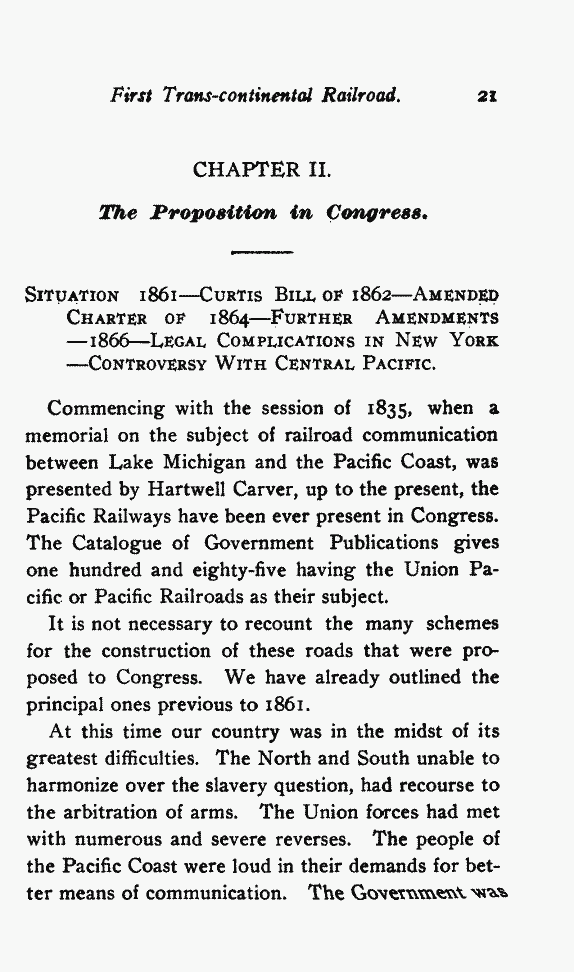 First Trans-continental Railroad. 21
CHAPTER II.
The Proposition in Congress.
SITUATION 1861—CURTIS BILL OF 1862—AMENDED
CHARTER OF 1864—FURTHER AMENDMENTS
—1866—LEGAL COMPLICATIONS IN NEW YORK
—CONTROVERSY WITH CENTRAL PACIFIC.
Commencing with the session of 1835, when a
memorial on the subject of railroad communication
between Lake Michigan and the Pacific Coast, was
presented by Hartwell Carver, up to the present, the
Pacific Railways have been ever present in Congress.
The Catalogue of Government Publications gives
one hundred and eighty-five having the Union Pa-
cific or Pacific Railroads as their subject.
It is not necessary to recount the many schemes
for the construction of these roads that were pro-
posed to Congress. We have already outlined the
principal ones previous to 1861.
At this time our country was in the midst of its
greatest difficulties. The North and South unable to
harmonize over the slavery question, had recourse to
the arbitration of arms. The Union forces had met
with numerous and severe reverses. The people of
the Pacific Coast were loud in their demands for bet-
ter means of communication. The Government was